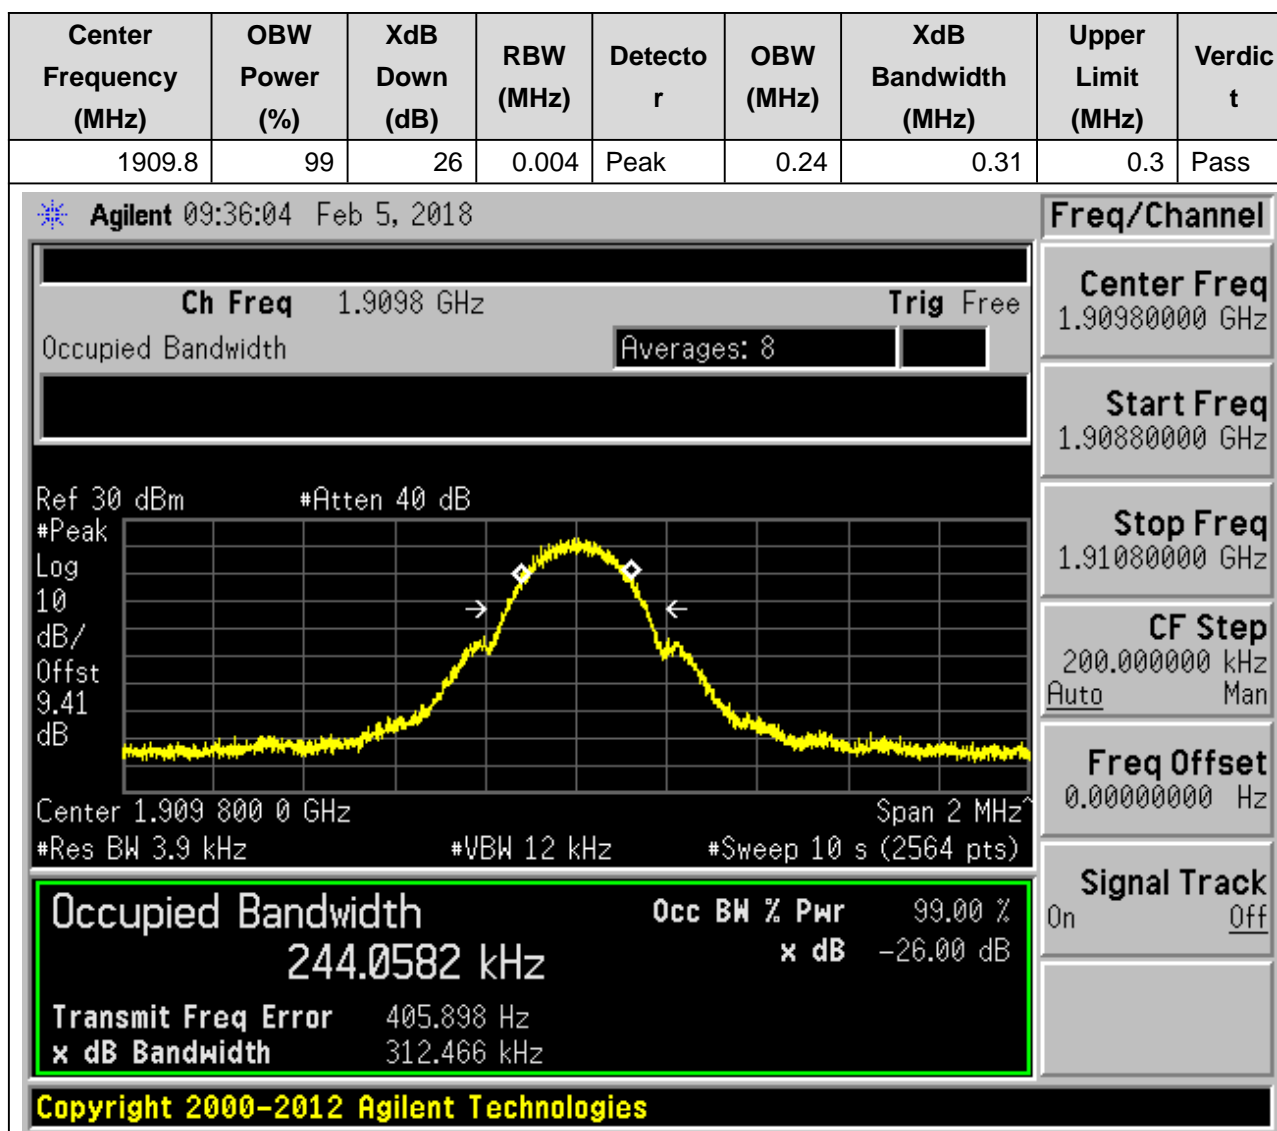 Center Frequency (MHz) OBW Power (%) XdB Down (dB) RBW (MHz) Detecto r OBW (MHz) XdB Bandwidth (MHz) Upper Limit (MHz) Verdic t
1909.8 99 26 0.004 Peak 0.24 0.31 0.3 Pass
Agilent 09:36:04 Feb 5, 2018
Freq/Channel
Ch Freq 1.9098 GHz Trig Free
Occupied Bandwidth Averages: 8
Center Freq
1.90980000 GHz
Start Freq
1.90880000 GHz
Stop Freq
1.91080000 GHz
CF Step
200.000000 kHz
Auto Man
Freq Offset
0.00000000 Hz
Signal Track
On Off
Ref 30 dBm #Atten 40 dB
#Peak
Log
10
dB/
Offst
9.41
dB
Center 1.909 800 0 GHz Span 2 MHz^
#Res BW 3.9 kHz #VBW 12 kHz #Sweep 10 s (2564 pts)
Occupied Bandwidth Occ BW % Pwr 99.00 %
244.0582 kHz x dB -26.00 dB
Transmit Freq Error 405.898 Hz
x dB Bandwidth 312.466 kHz
Copyright 2000-2012 Agilent Technologies